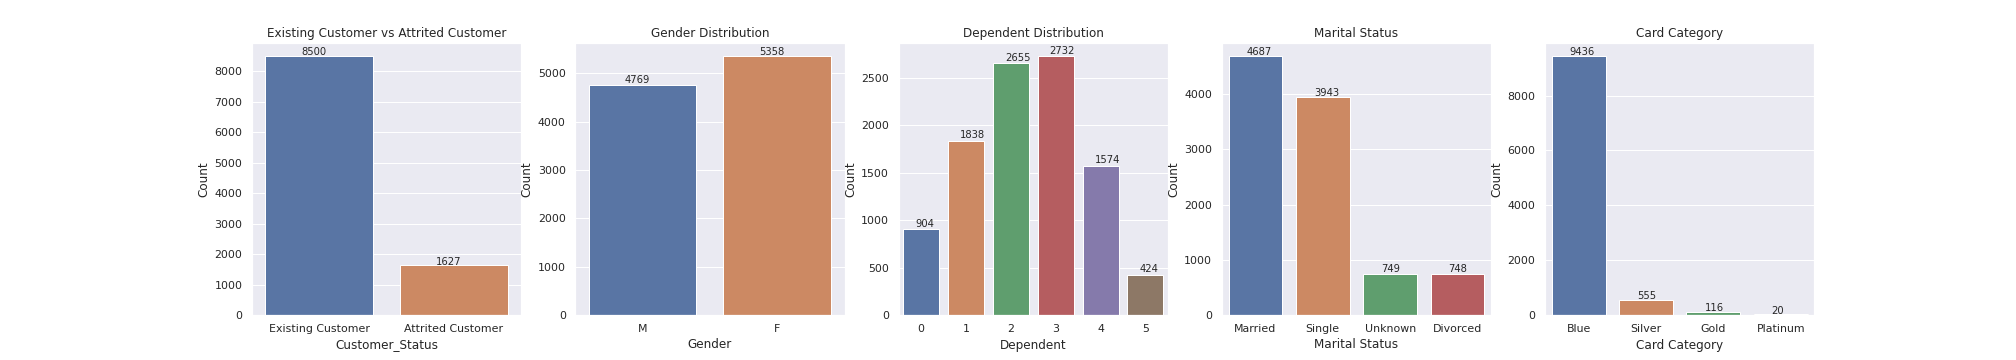 Existing Customer vs Attrited Customer
8500
1627
8000
7000
6000
5000
4000
3000
2000
1000
0
Count
Existing Customer
Attrited Customer
Customer_Status
Gender Distribution
4769
5358
5000
4000
3000
2000
1000
0
Count
M
F
Gender
Dependent Distribution
904
1838
2655
2732
1574
424
2500
2000
1500
1000
500
0
Count
0
1
2
3
4
5
Dependent
Marital Status
4687
3943
749
748
4000
3000
2000
1000
0
Count
Married
Single
Unknown
Divorced
Marital Status
Card Category
9436
555
116
20
8000
6000
4000
2000
0
Count
Blue
Silver
Gold
Platinum
Card Category